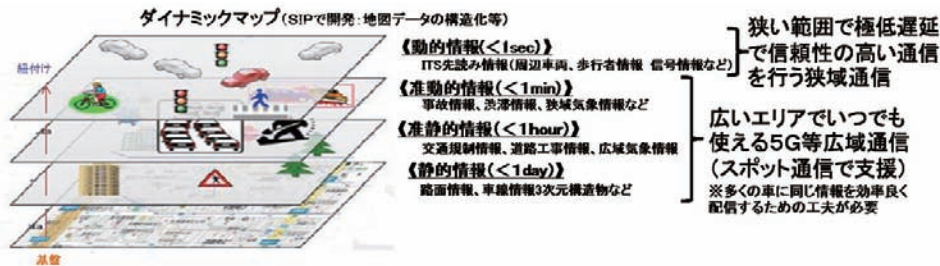 ダイナミックマップ(SIPで開発:地図データの構造化等)
紐付け
基盤
《動的情報(<1sec)》
ITS先読み情報(周辺車両、歩行者情報 信号情報など)
《准動的情報(<1min)》
事故情報、渋滞情報、狭域気象情報など
《准静的情報(<1hour)》
交通規制情報、道路工事情報、広域気象情報
《静的情報(<1day)》
路面情報、車線情報3次元構造物など
狭い範囲で極低遅延
で信頼性の高い通信
を行う狭域通信
広いエリアでいつでも
使える5G等広域通信
(スポット通信で支援)
※多くの車に同じ情報を効率良く
配信するための工夫が必要